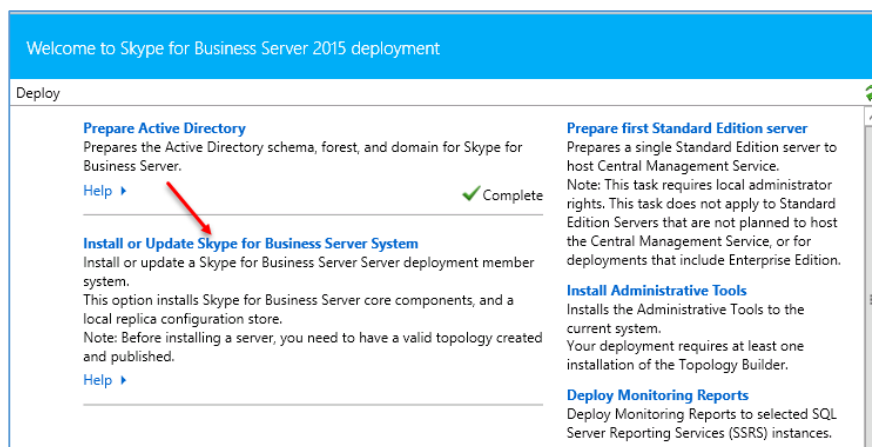 Welcome to Skype for Business Server 2015 deployment
Deploy
Prepare Active Directory
Prepares the Active Directory schema, forest, and domain for Skype for
Business Server.
Help
Complete
Install or Update Skype for Business Server System
Install or update a Skype for Business Server Server deployment member
system.
This option installs Skype for Business Server core components, and a
local replica configuration store.
Note: Before installing a server, you need to have a valid topology created
and published.
Help
Prepare first Standard Edition server
Prepares a single Standard Edition server to
host Central Management Service.
Note: This task requires local administrator
rights. This task does not apply to Standard
Edition Servers that are not planned to host
the Central Management Service, or for
deployments that include Enterprise Edition.
Install Administrative Tools
Installs the Administrative Tools to the
current system.
Your deployment requires at least one
installation of the Topology Builder.
Deploy Monitoring Reports
Deploy Monitoring Reports to selected SQL
Server Reporting Services (SSRS) instances.